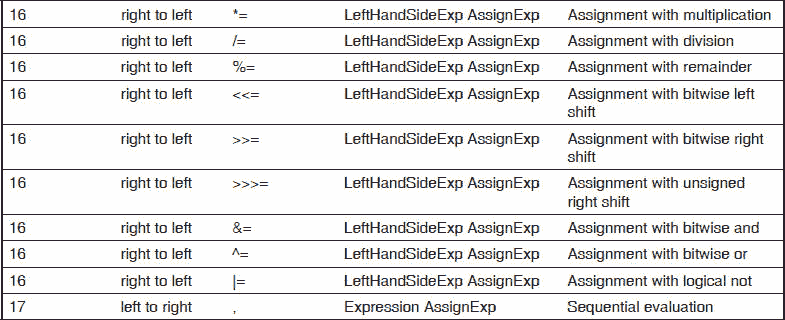 16 right to left *= LeftHandSideExp AssignExp Assignment with multiplication
16 right to left /= LeftHandSideExp AssignExp Assignment with division
16 right to left %= LeftHandSideExp AssignExp Assignment with remainder
16 right to left <<= LeftHandSideExp AssignExp Assignment with bitwise left
shift
16 right to left >>= LeftHandSideExp AssignExp Assignment with bitwise right
shift
16 right to left >>>= LeftHandSideExp AssignExp Assignment with unsigned
right shift
16 right to left &= LeftHandSideExp AssignExp Assignment with bitwise and
16 right to left ^= LeftHandSideExp AssignExp Assignment with bitwise or
16 right to left |= LeftHandSideExp AssignExp Assignment with logical not
17 left to right , Expression AssignExp Sequential evaluation